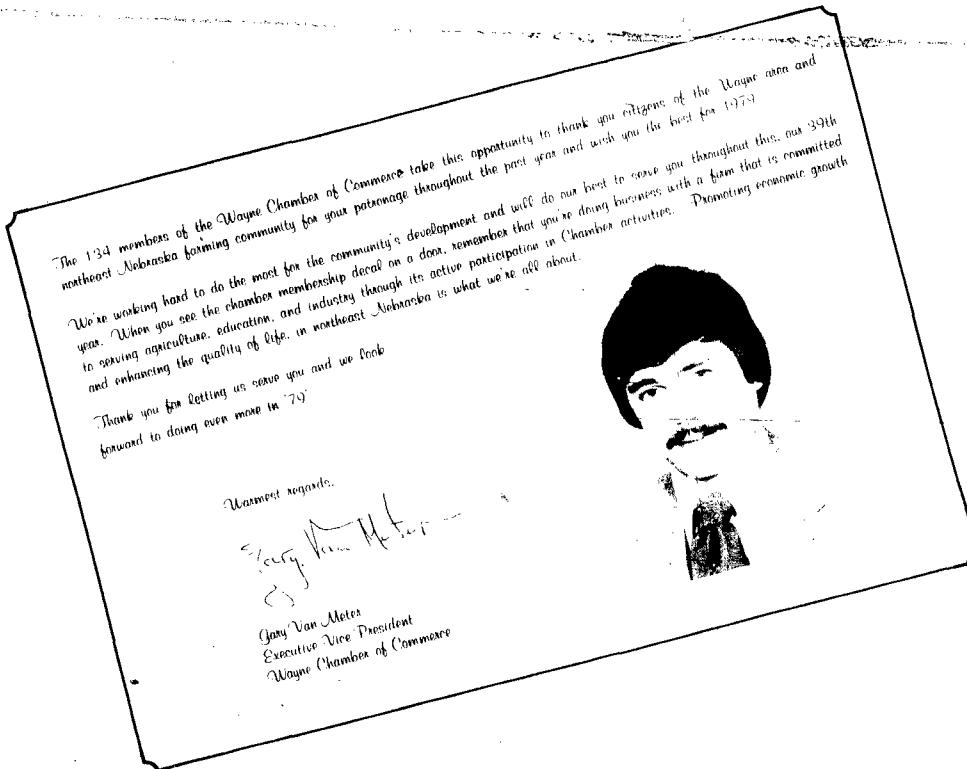 The 134 members of the Wayne Chamber of Commerce take this opportunity to thank you citizens of the Wayne area and
northeast Nebraska farming community for your patronage throughout the past year and wish you the best for 1979
We're working hard to do the most for the community's development and will do our best to serve you throughout this, our 39th
year. When you see the chamber membership decal on a door, remember that you're doing business with a firm that is committed
to serving agriculture, education, and industry through its active participation in Chamber activities. Promoting economic growth
and enhancing the quality of life, in northeast Nebraska is what we're all about.
Thank you for letting us serve you and we look
forward to doing even more in '79'
Warmest regards,
Gary Van Meter
Gary Van Meter
Executive Vice President
Wayne Chamber of Commerce